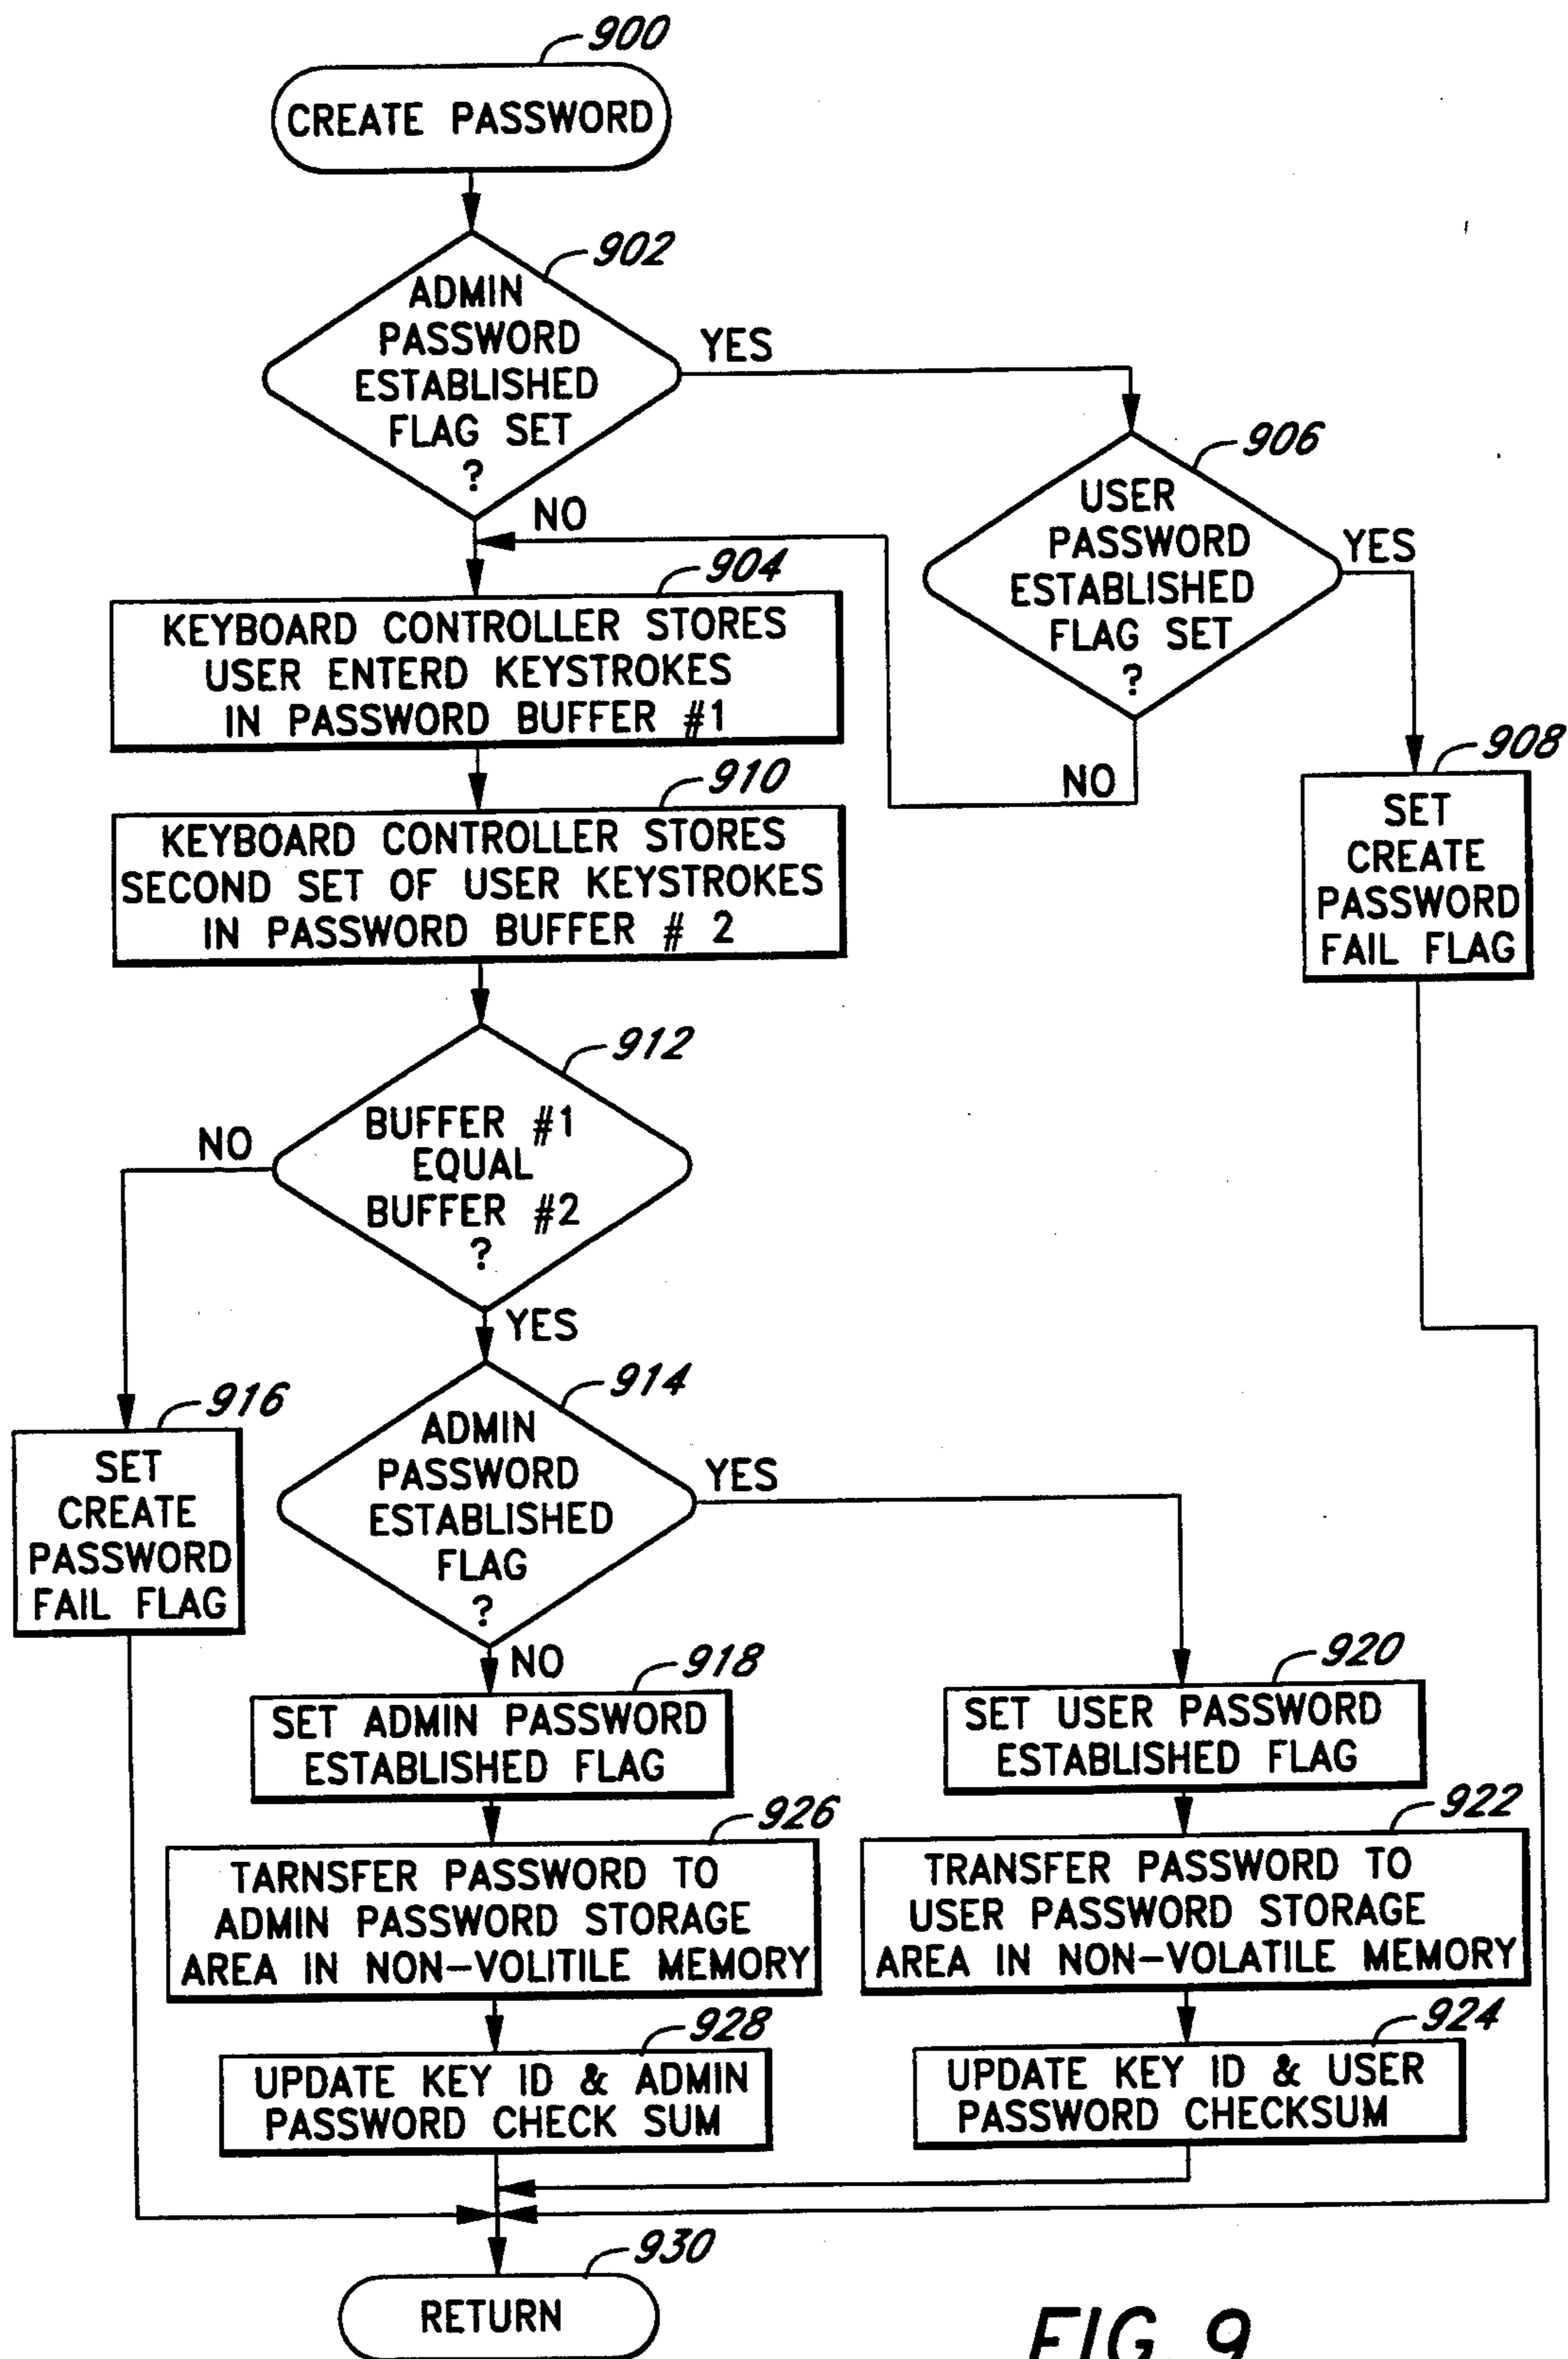 900
CREATE PASSWORD
902
ADMIN
PASSWORD
ESTABLISHED
FLAG SET
?
YES
NO
906
USER
PASSWORD
ESTABLISHED
FLAG SET
?
YES
NO
904
KEYBOARD CONTROLLER STORES
USER ENTERD KEYSTROKES
IN PASSWORD BUFFER #1
908
SET
CREATE
PASSWORD
FAIL FLAG
910
KEYBOARD CONTROLLER STORES
SECOND SET OF USER KEYSTROKES
IN PASSWORD BUFFER # 2
912
BUFFER #1
EQUAL
BUFFER #2
?
NO
YES
914
ADMIN
PASSWORD
ESTABLISHED
FLAG
?
YES
NO
916
SET
CREATE
PASSWORD
FAIL FLAG
918
SET ADMIN PASSWORD
ESTABLISHED FLAG
920
SET USER PASSWORD
ESTABLISHED FLAG
926
TARNSFER PASSWORD TO
ADMIN PASSWORD STORAGE
AREA IN NON-VOLITILE MEMORY
922
TRANSFER PASSWORD TO
USER PASSWORD STORAGE
AREA IN NON-VOLATILE MEMORY
928
UPDATE KEY ID & ADMIN
PASSWORD CHECK SUM
924
UPDATE KEY ID & USER
PASSWORD CHECKSUM
930
RETURN
FIG. 9